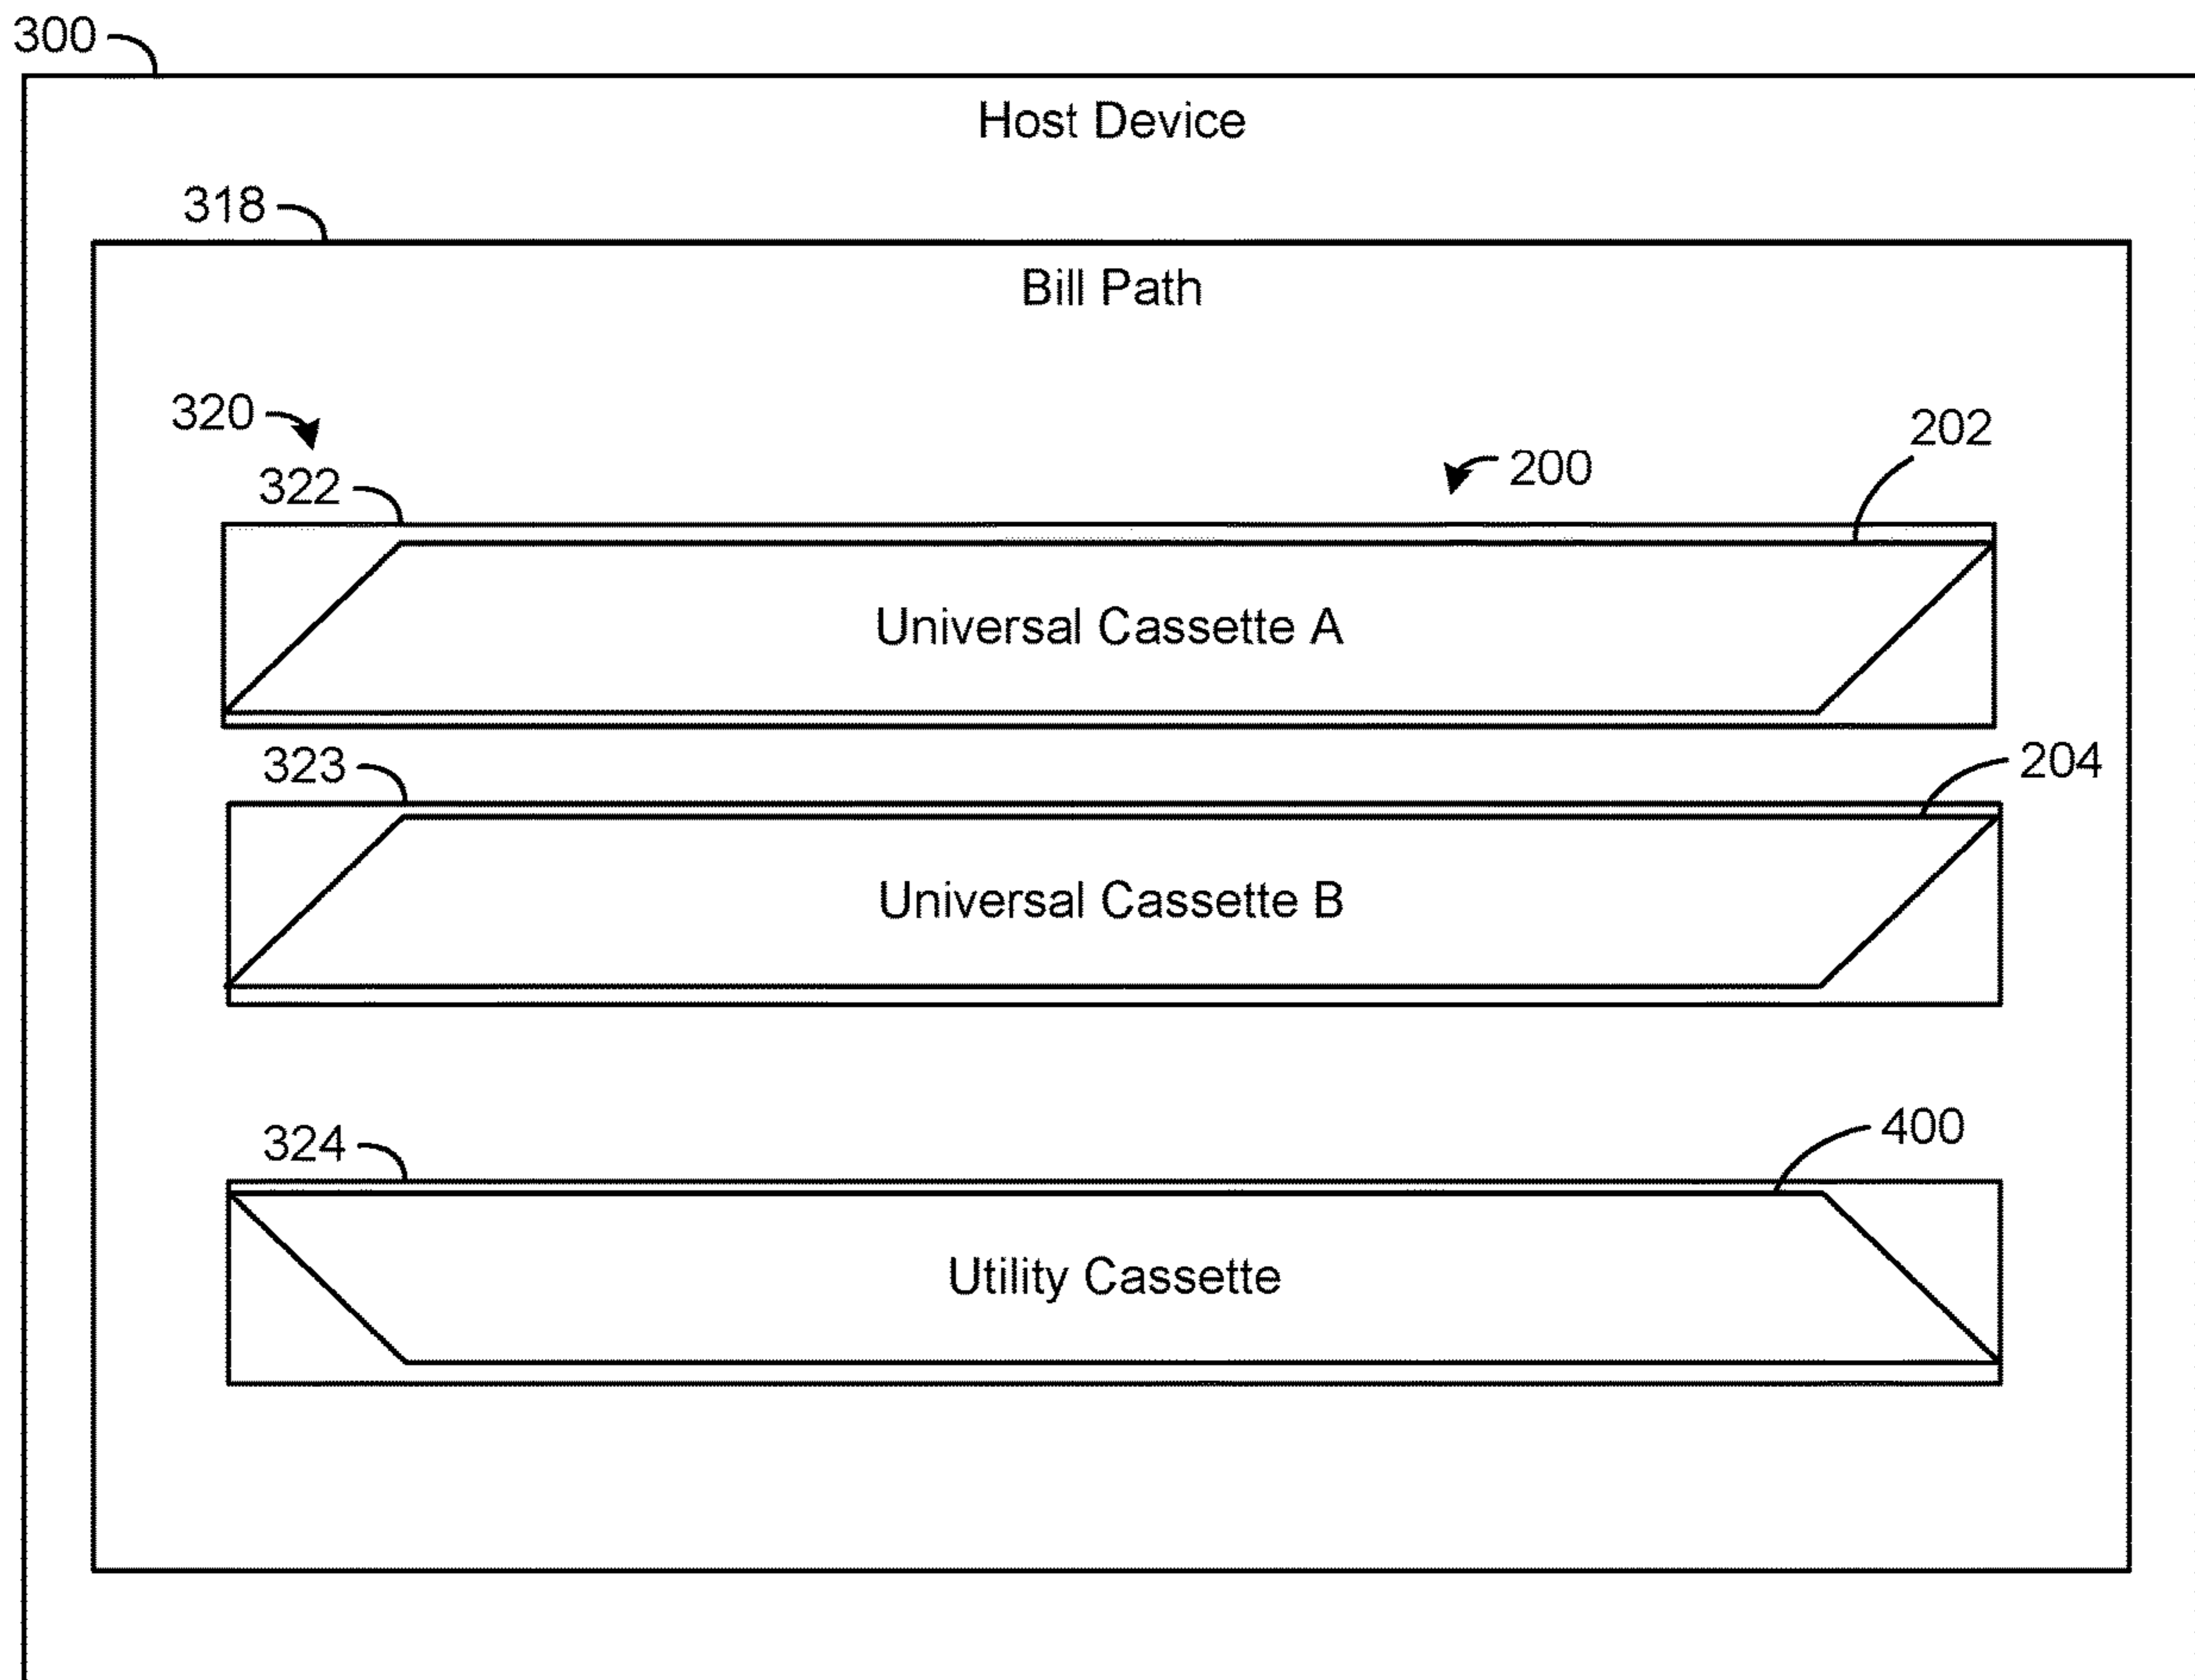 300
Host Device
318
Bill Path
320
202
200
322
Universal Cassette A
323
204
Universal Cassette B
324
400
Utility Cassette